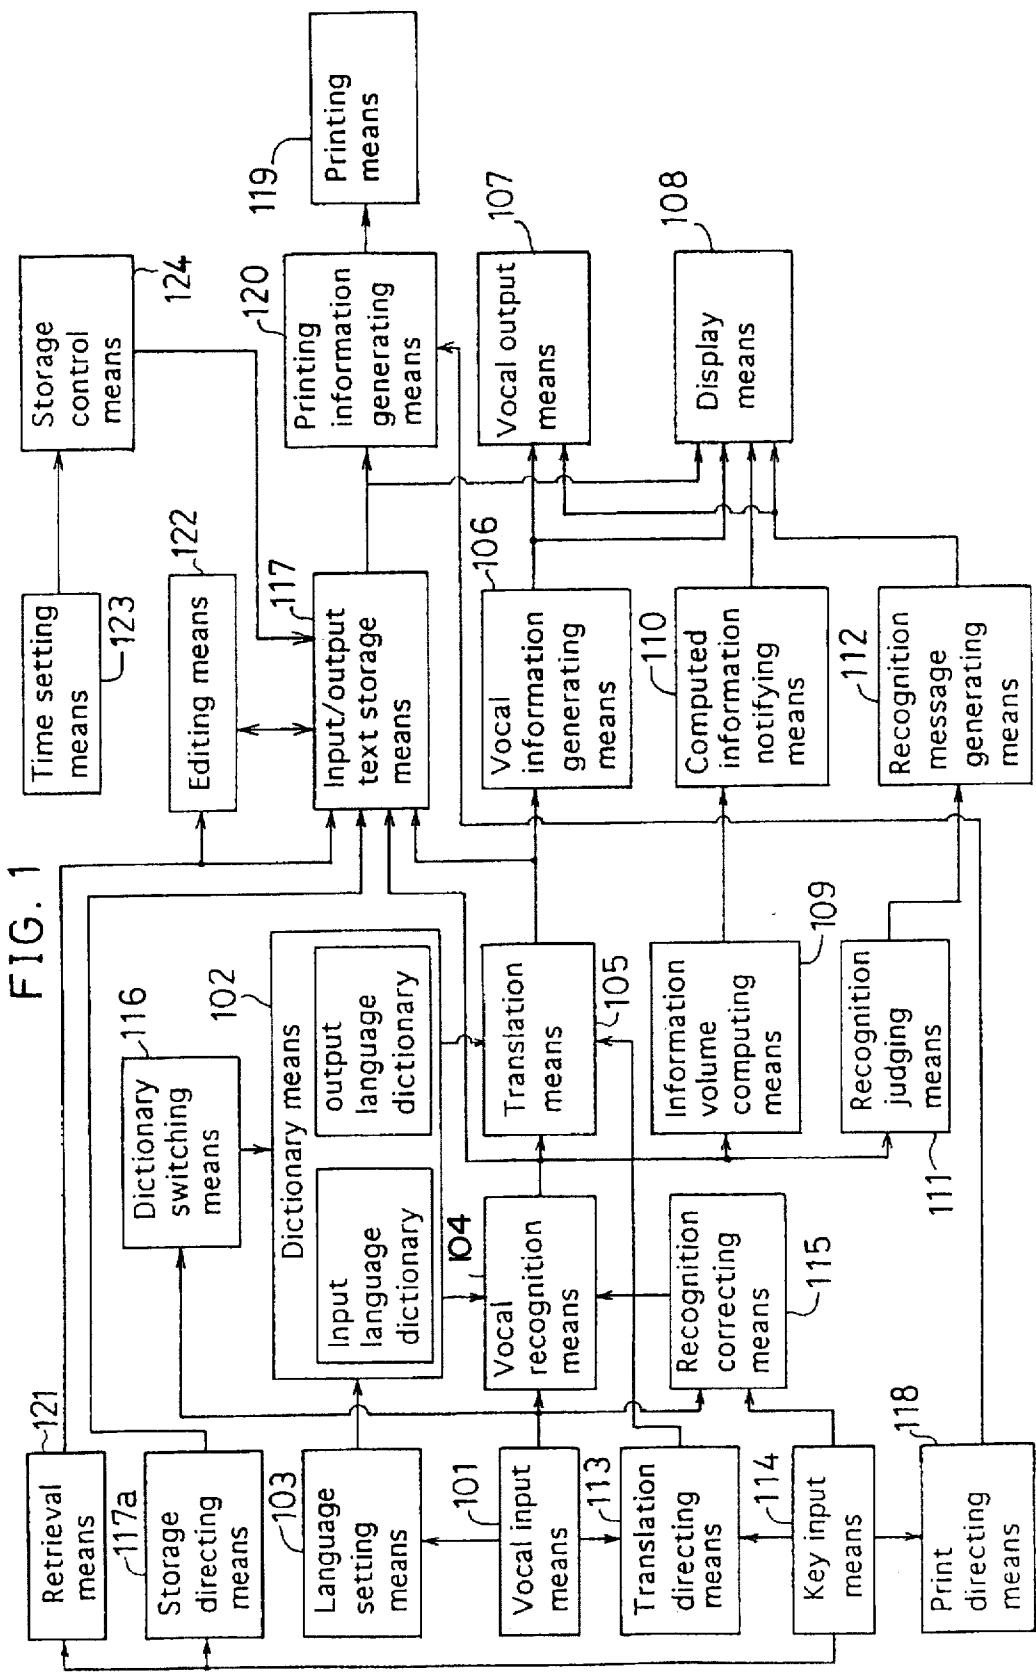 FIG. 1
121
Retrieval
means
117a
Storage
directing
means
103
Language
setting
means
101
Vocal input
means
113
Translation
directing
means
114
Key input
means
118
Print
directing
means
116
Dictionary
switching
means
102
Dictionary means
Input
language
dictionary
output
language
dictionary
104
Vocal
recognition
means
Recognition
correcting
means
115
Translation
means
105
Information
volume
computing
means
109
Recognition
judging
means
111
Time setting
means
123
Editing means
122
117
Input/output
text storage
means
106
Vocal
information
generating
means
110
Computed
information
notifying
means
112
Recognition
message
generating
means
Storage
control
means
124
120
Printing
information
generating
means
119
Printing
means
107
Vocal output
means
108
Display
means